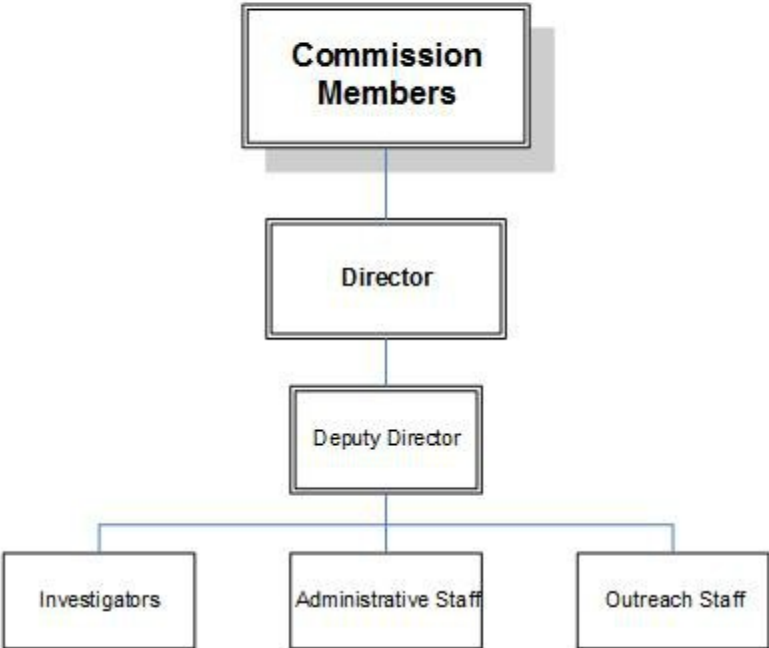 Commission
Members
Director
Deputy Director
Investigators
Administrative Staff
Outreach Staff